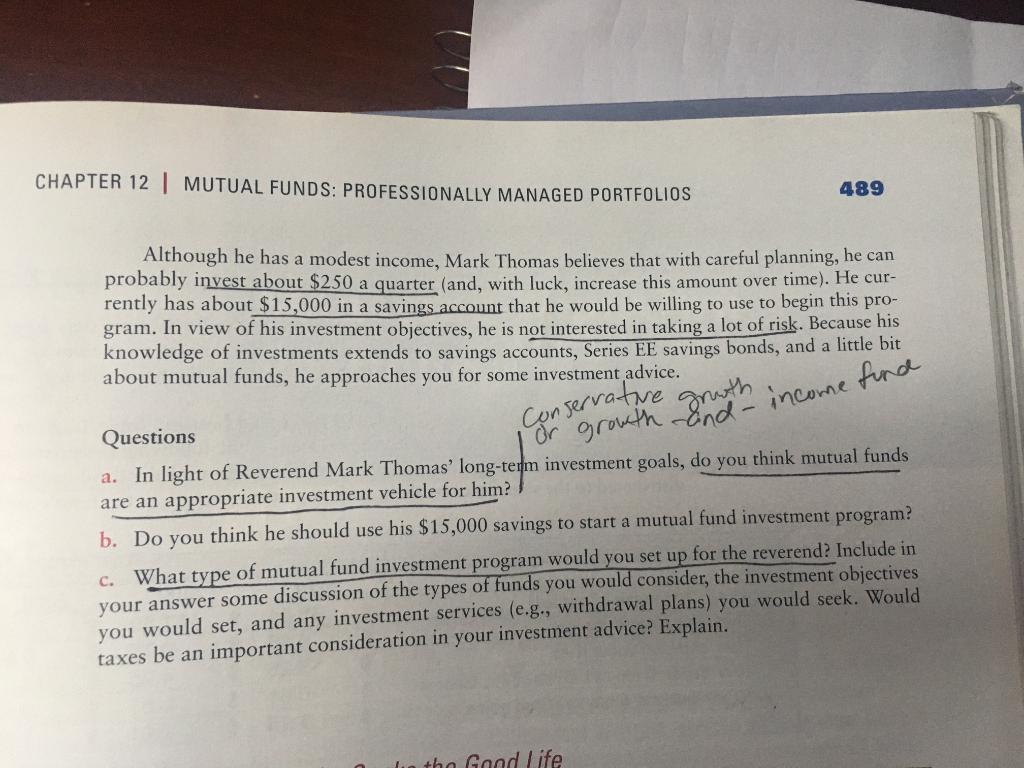 CHAPTER 12 | MUTUAL FUNDS: PROFESSIONALLY MANAGED PORTFOLIOS 489
Although he has a modest income, Mark Thomas believes that with careful planning, he can
probably invest about $250 a quarter (and, with luck, increase this amount over time). He cur-
rently has about $15,000 in a savings account that he would be willing to use to begin this pro-
gram. In view of his investment objectives, he is not interested in taking a lot of risk. Because his
knowledge of investments extends to savings accounts, Series EE savings bonds, and a little bit
about mutual funds, he approaches you for some investment advice.
Conservative growth
or growth-and-income fund
Questions
a. In light of Reverend Mark Thomas' long-term investment goals, do you think mutual funds
are an appropriate investment vehicle for him?
b. Do you think he should use his $15,000 savings to start a mutual fund investment program?
c. What type of mutual fund investment program would you set up for the reverend? Include in
your answer some discussion of the types of funds you would consider, the investment objectives
you would set, and any investment services (e.g., withdrawal plans) you would seek. Would
taxes be an important consideration in your investment advice? Explain.
the Good Life